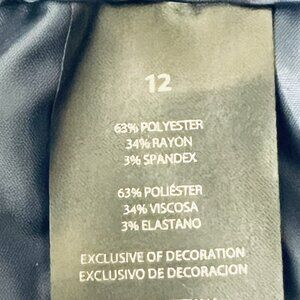 12
63% POLYESTER
34% RAYON
3% SPANDEX
63% POLIÉSTER
34% VISCOSA
3% ELASTANO
EXCLUSIVE OF DECORATION
EXCLUSIVO DE DECORACION